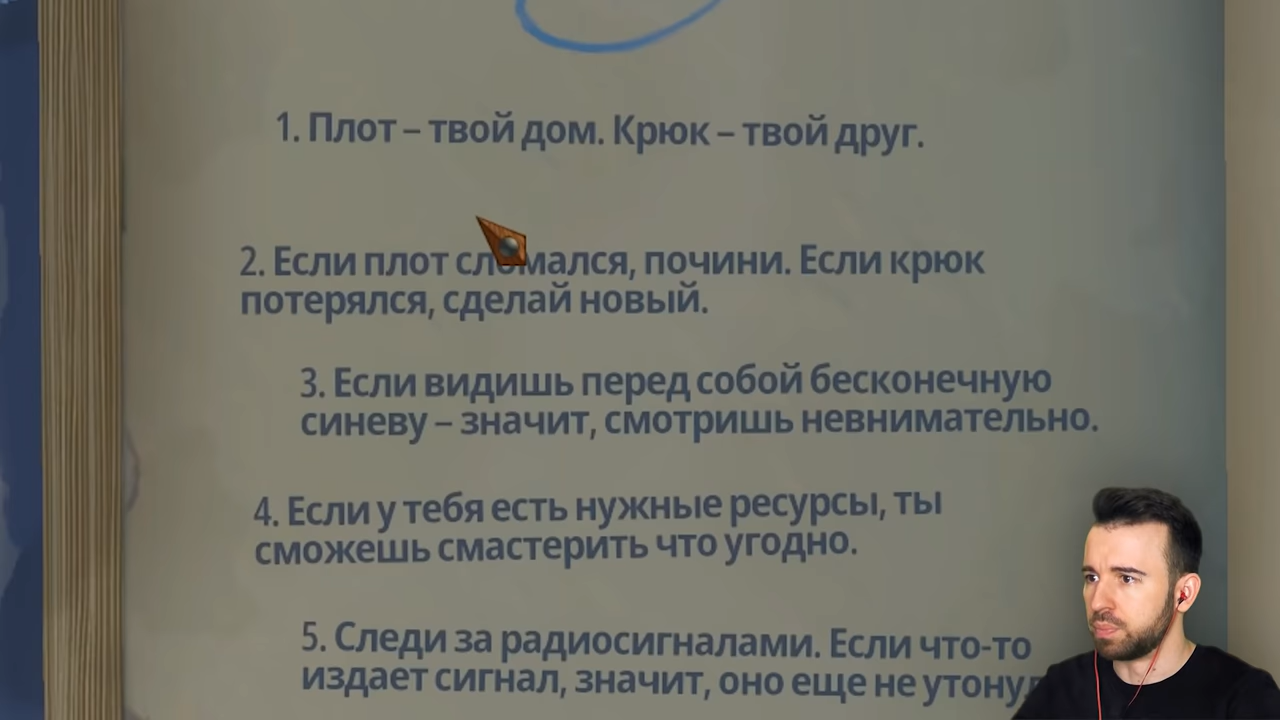 1. Плот – твой дом. Крюк – твой друг.
2. Если плот сломался, почини. Если крюк
потерялся, сделай новый.
3. Если видишь перед собой бесконечную
синеву – значит, смотришь невнимательно.
4. Если у тебя есть нужные ресурсы, ты
сможешь смастерить что угодно.
5. Следи за радиосигналами. Если что-то
издает сигнал, значит, оно еще не